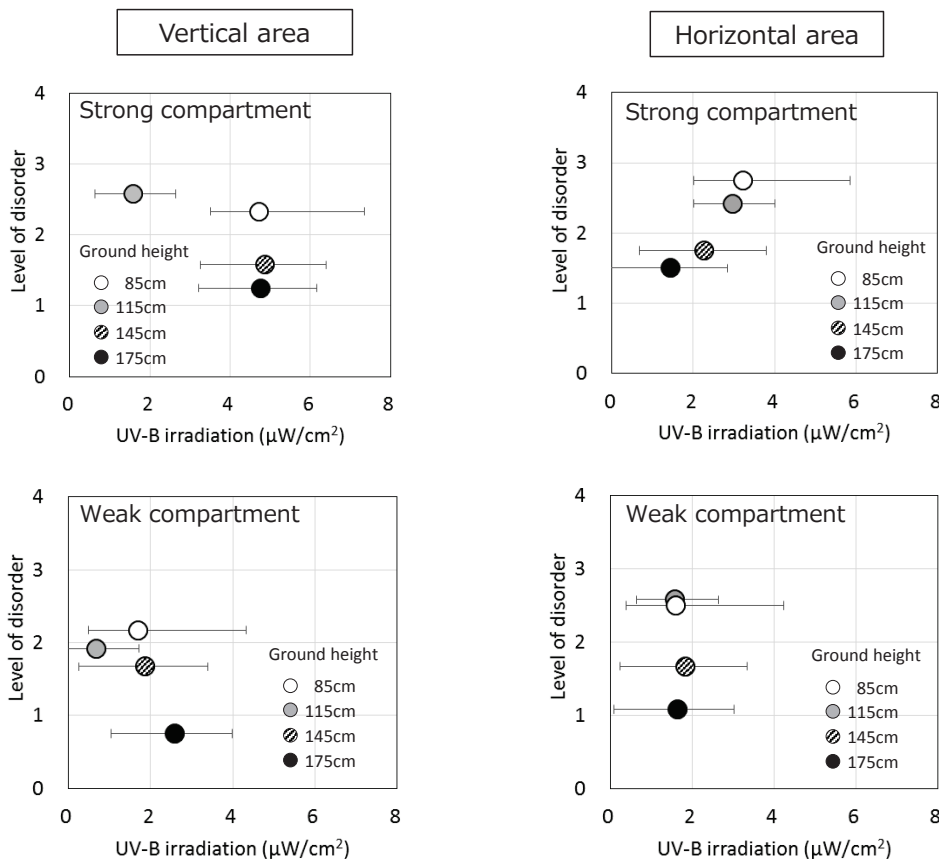 Vertical area
Horizontal area
Strong compartment
4
3
2
1
0
Level of disorder
Ground height
85cm
115cm
145cm
175cm
0 2 4 6 8
UV-B irradiation (µW/cm²)
Strong compartment
4
3
2
1
0
Level of disorder
Ground height
85cm
115cm
145cm
175cm
0 2 4 6 8
UV-B irradiation (µW/cm²)
Weak compartment
4
3
2
1
0
Level of disorder
Ground height
85cm
115cm
145cm
175cm
0 2 4 6 8
UV-B irradiation (µW/cm²)
Weak compartment
4
3
2
1
0
Level of disorder
Ground height
85cm
115cm
145cm
175cm
0 2 4 6 8
UV-B irradiation (µW/cm²)